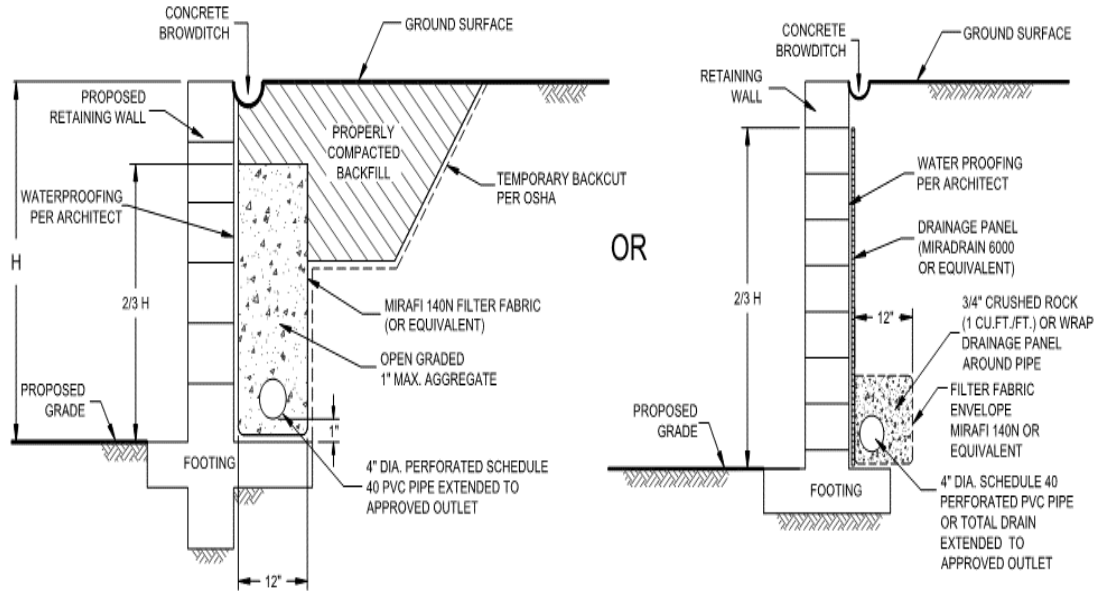 CONCRETE
BROWDITCH
GROUND SURFACE
PROPOSED
RETAINING WALL
PROPERLY
COMPACTED
BACKFILL
TEMPORARY BACKCUT
PER OSHA
WATERPROOFING
PER ARCHITECT
H
2/3 H
MIRAFI 140N FILTER FABRIC
(OR EQUIVALENT)
OPEN GRADED
1" MAX. AGGREGATE
PROPOSED
GRADE
1"
FOOTING
4" DIA. PERFORATED SCHEDULE
40 PVC PIPE EXTENDED TO
APPROVED OUTLET
12"
OR
CONCRETE
BROWDITCH
GROUND SURFACE
RETAINING
WALL
WATER PROOFING
PER ARCHITECT
DRAINAGE PANEL
(MIRADRAIN 6000
OR EQUIVALENT)
2/3 H
12"
3/4" CRUSHED ROCK
(1 CU.FT./FT.) OR WRAP
DRAINAGE PANEL
AROUND PIPE
FILTER FABRIC
ENVELOPE
MIRAFI 140N OR
EQUIVALENT
PROPOSED
GRADE
FOOTING
4" DIA. SCHEDULE 40
PERFORATED PVC PIPE
OR TOTAL DRAIN
EXTENDED TO
APPROVED OUTLET